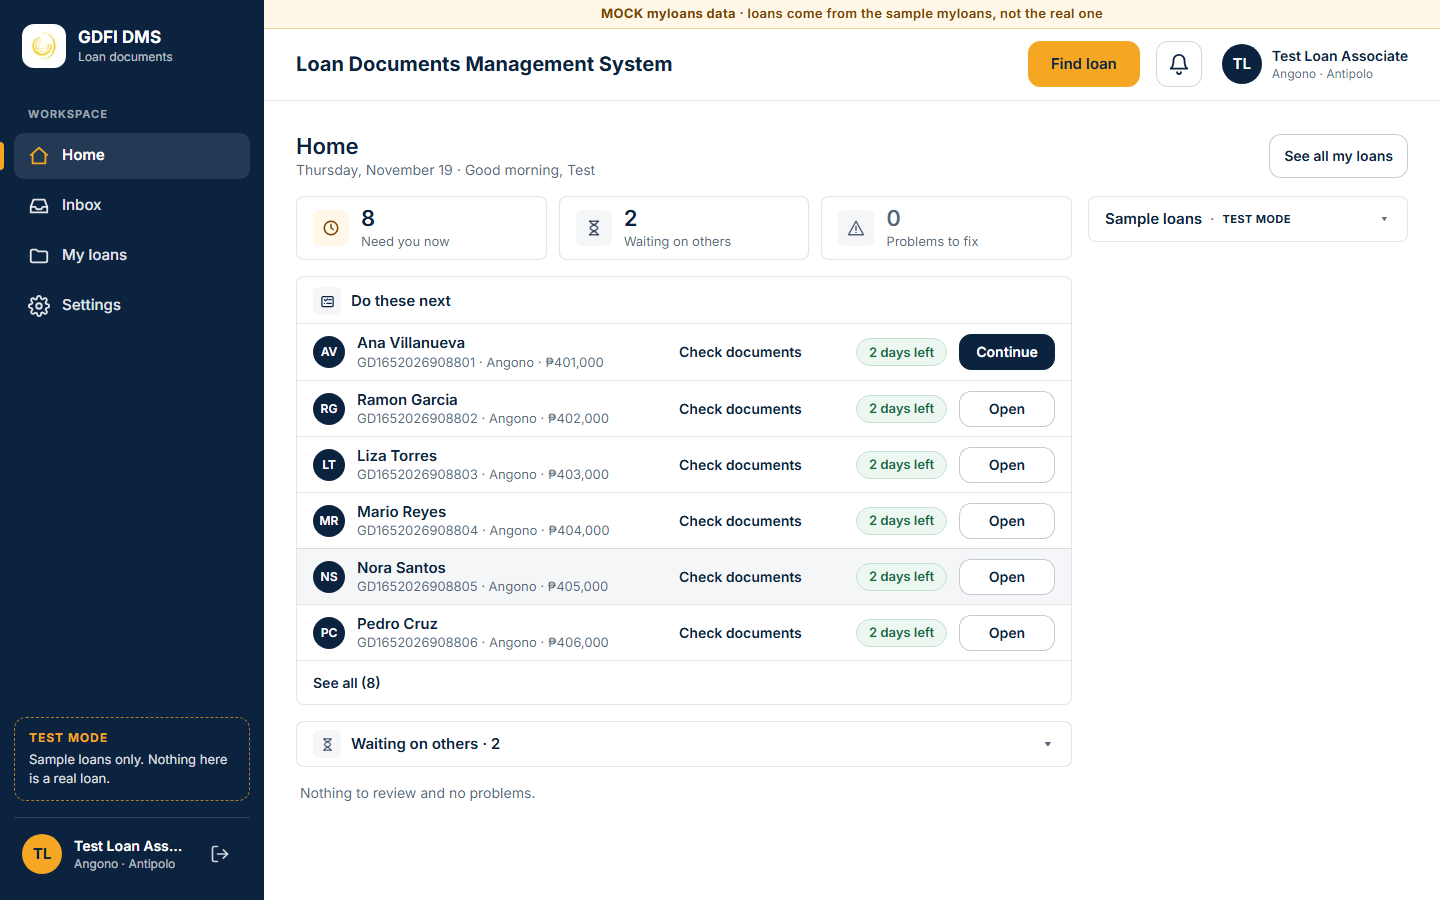 MOCK myloans data · loans come from the sample myloans, not the real one
GDFI DMS
Loan documents
WORKSPACE
Home
Inbox
My loans
Settings
TEST MODE
Sample loans only. Nothing here
is a real loan.
TL
Test Loan Ass...
Angono · Antipolo
Loan Documents Management System
Find loan
TL
Test Loan Associate
Angono · Antipolo
Home
Thursday, November 19 · Good morning, Test
See all my loans
8
Need you now
2
Waiting on others
0
Problems to fix
Sample loans · TEST MODE
Do these next
AV
Ana Villanueva
GD1652026908801 · Angono · ₱401,000
Check documents
2 days left
Continue
RG
Ramon Garcia
GD1652026908802 · Angono · ₱402,000
Check documents
2 days left
Open
LT
Liza Torres
GD1652026908803 · Angono · ₱403,000
Check documents
2 days left
Open
MR
Mario Reyes
GD1652026908804 · Angono · ₱404,000
Check documents
2 days left
Open
NS
Nora Santos
GD1652026908805 · Angono · ₱405,000
Check documents
2 days left
Open
PC
Pedro Cruz
GD1652026908806 · Angono · ₱406,000
Check documents
2 days left
Open
See all (8)
Waiting on others · 2
Nothing to review and no problems.